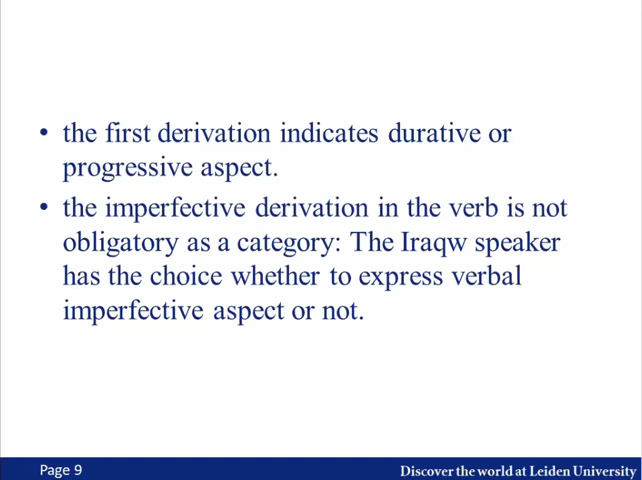 • the first derivation indicates durative or
progressive aspect.
• the imperfective derivation in the verb is not
obligatory as a category: The Iraqw speaker
has the choice whether to express verbal
imperfective aspect or not.
Page 9
Discover the world at Leiden University